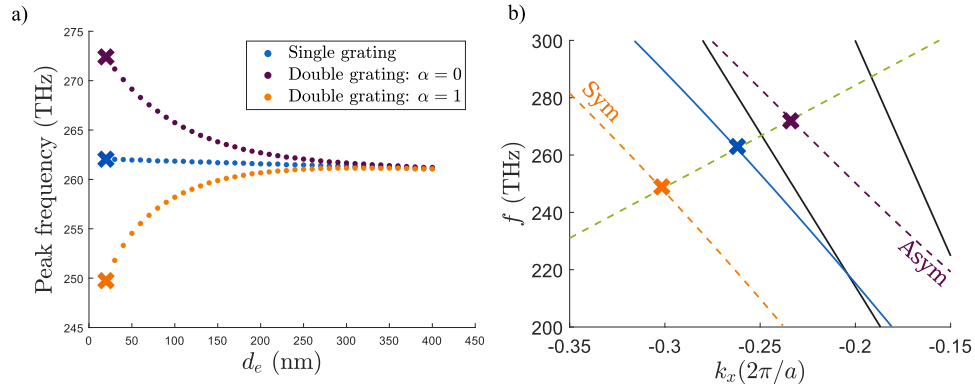 a)
Peak frequency (THz)
275
270
265
260
255
250
245
0 50 100 150 200 250 300 350 400 450
d_e (nm)
Single grating
Double grating: α = 0
Double grating: α = 1
b)
f (THz)
300
280
260
240
220
200
-0.35 -0.3 -0.25 -0.2 -0.15
k_x(2π/a)
Sym
Asym